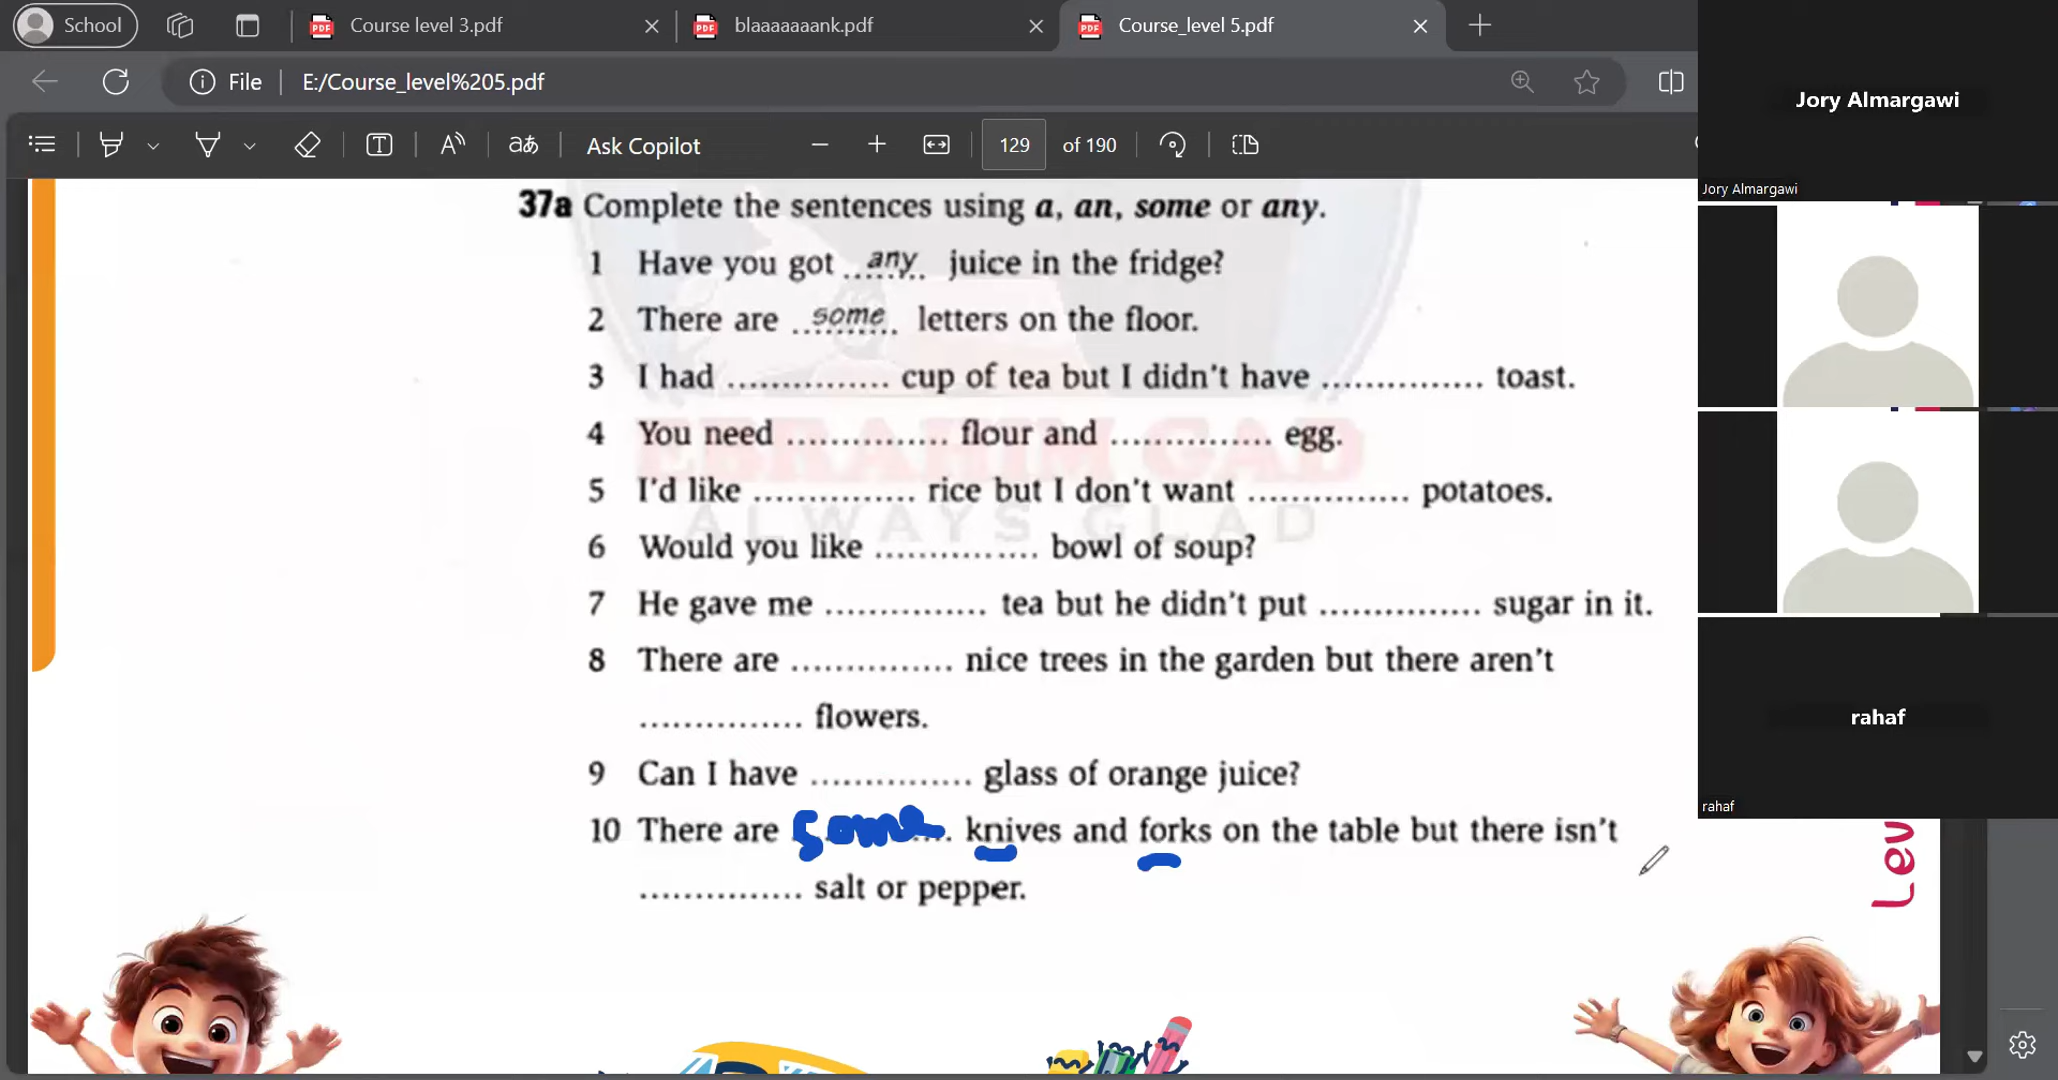 School
Course level 3.pdf
blaaaaaaank.pdf
Course_level 5.pdf
File
E:/Course_level%205.pdf
Ask Copilot
129 of 190
Jory Almargawi
Jory Almargawi
37a Complete the sentences using a, an, some or any.
1 Have you got ...any... juice in the fridge?
2 There are ...some... letters on the floor.
3 I had ............... cup of tea but I didn't have ............... toast.
4 You need ............... flour and ............... egg.
5 I'd like ............... rice but I don't want ............... potatoes.
6 Would you like ............... bowl of soup?
7 He gave me ............... tea but he didn't put ............... sugar in it.
8 There are ............... nice trees in the garden but there aren't
............... flowers.
9 Can I have ............... glass of orange juice?
10 There are some knives and forks on the table but there isn't
............... salt or pepper.
EBRAHIM GAD
ALWAYS GLAD
rahaf
rahaf
Lev